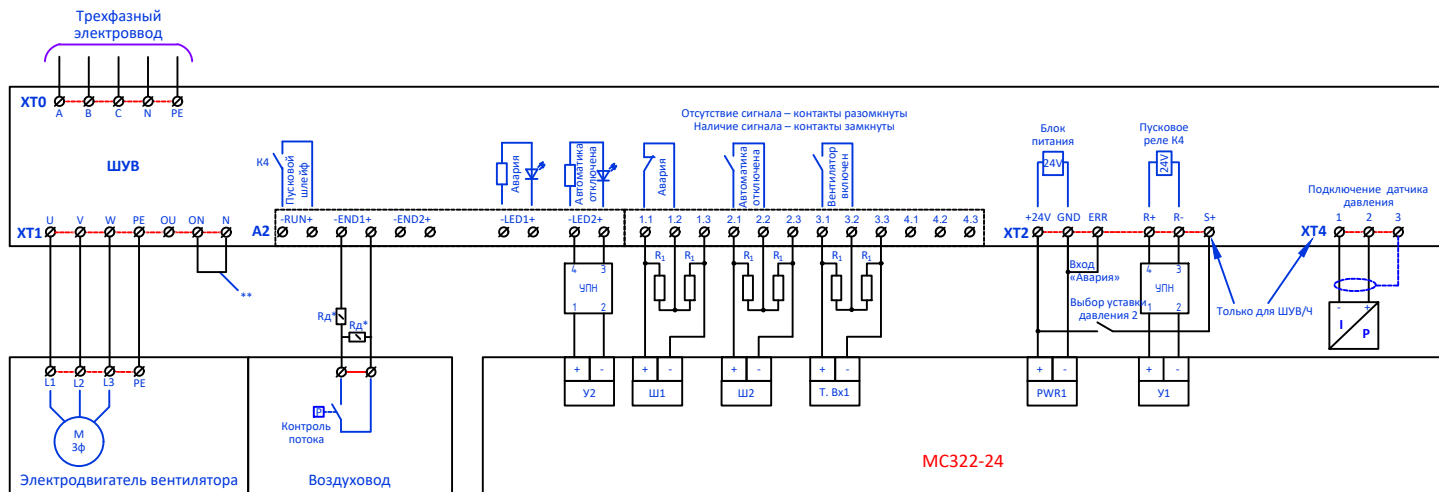 Трехфазный
электроввод
XT0
A B C N PE
ШУВ
К4
Пусковой
шлейф
Авария
Автоматика
отключена
Отсутствие сигнала – контакты разомкнуты
Наличие сигнала – контакты замкнуты
Авария
Автоматика
отключена
Вентилятор
включен
Блок
питания
24V
Пусковое
реле К4
24V
Подключение датчика
давления
XT1
U V W PE OU ON N
A2
-RUN+ -END1+ -END2+ -LED1+ -LED2+ 1.1 1.2 1.3 2.1 2.2 2.3 3.1 3.2 3.3 4.1 4.2 4.3
XT2
+24V GND ERR R+ R- S+
XT4
1 2 3
**
Rд*
Rд*
4 3
УПН
1 2
R1 R1
R1 R1
R1 R1
Вход
«Авария»
Выбор уставки
давления 2
4 3
УПН
1 2
Только для ШУВ/Ч
- +
I P
L1 L2 L3 PE
М
3ф
Электродвигатель вентилятора
P
Контроль
потока
Воздуховод
+ -
У2
+ -
Ш1
+ -
Ш2
+ -
Т. Вх1
+ -
PWR1
+ -
У1
МС322-24